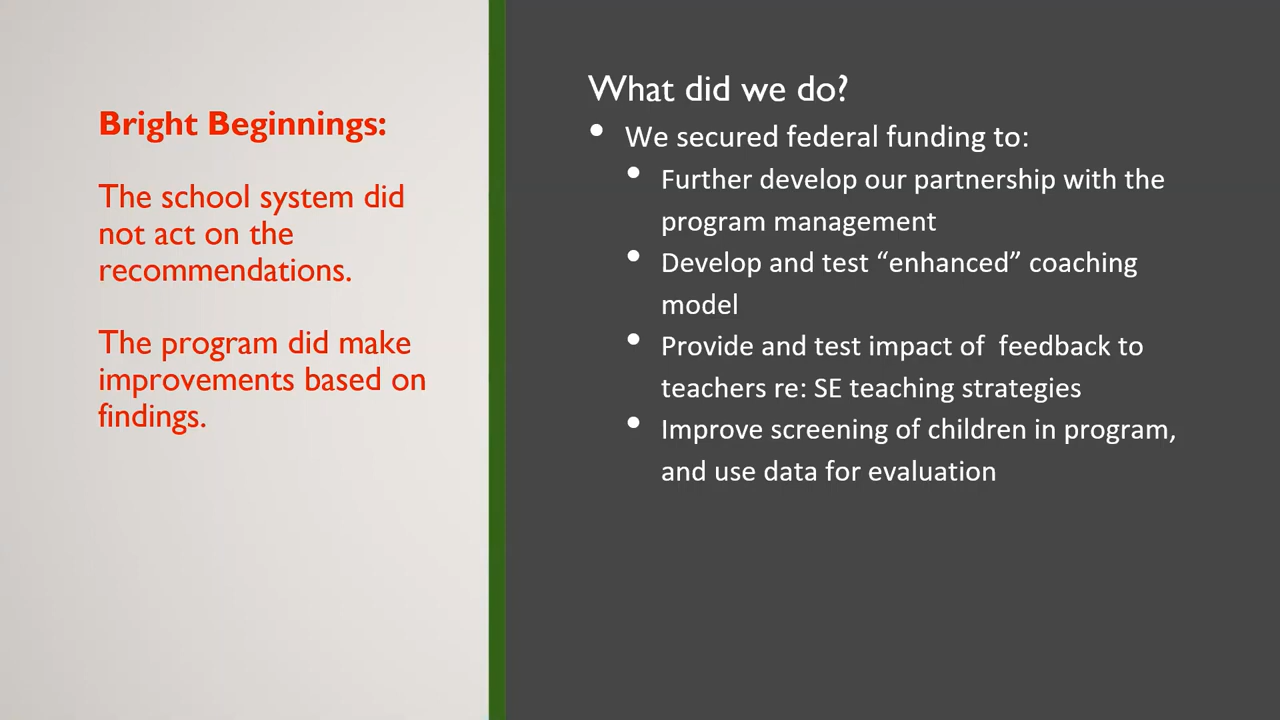 Bright Beginnings:
The school system did
not act on the
recommendations.
The program did make
improvements based on
findings.
What did we do?
• We secured federal funding to:
• Further develop our partnership with the
program management
• Develop and test “enhanced” coaching
model
• Provide and test impact of  feedback to
teachers re: SE teaching strategies
• Improve screening of children in program,
and use data for evaluation